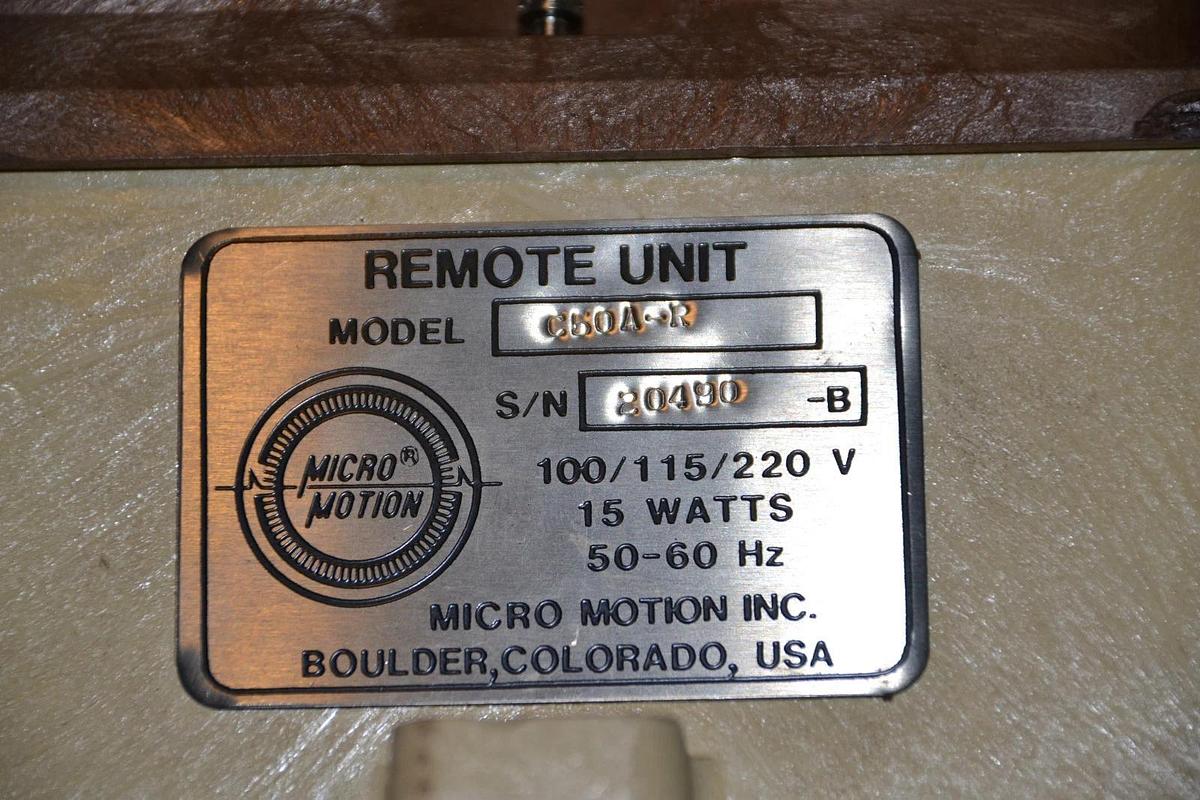 REMOTE UNIT
MODEL C50A-R
S/N 20490 -B
MICRO®
MOTION
100/115/220 V
15 WATTS
50-60 Hz
MICRO MOTION INC.
BOULDER, COLORADO, USA